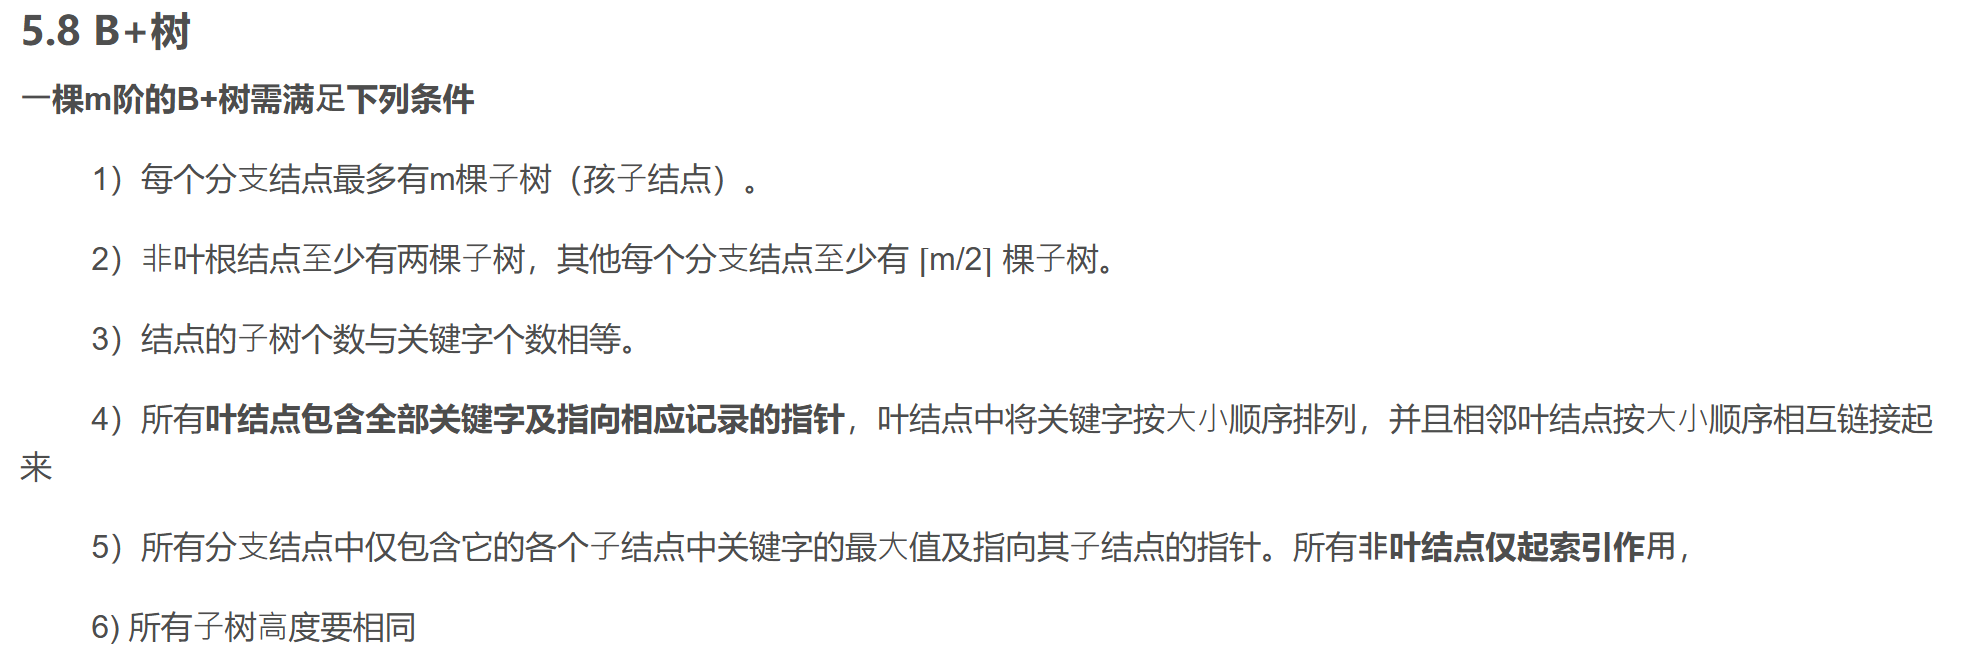 5.8 B+树
一棵m阶的B+树需满足下列条件
1）每个分支结点最多有m棵子树（孩子结点）。
2）非叶根结点至少有两棵子树，其他每个分支结点至少有 ⌈m/2⌉ 棵子树。
3）结点的子树个数与关键字个数相等。
4）所有叶结点包含全部关键字及指向相应记录的指针，叶结点中将关键字按大小顺序排列，并且相邻叶结点按大小顺序相互链接起
来
5）所有分支结点中仅包含它的各个子结点中关键字的最大值及指向其子结点的指针。所有非叶结点仅起索引作用，
6) 所有子树高度要相同